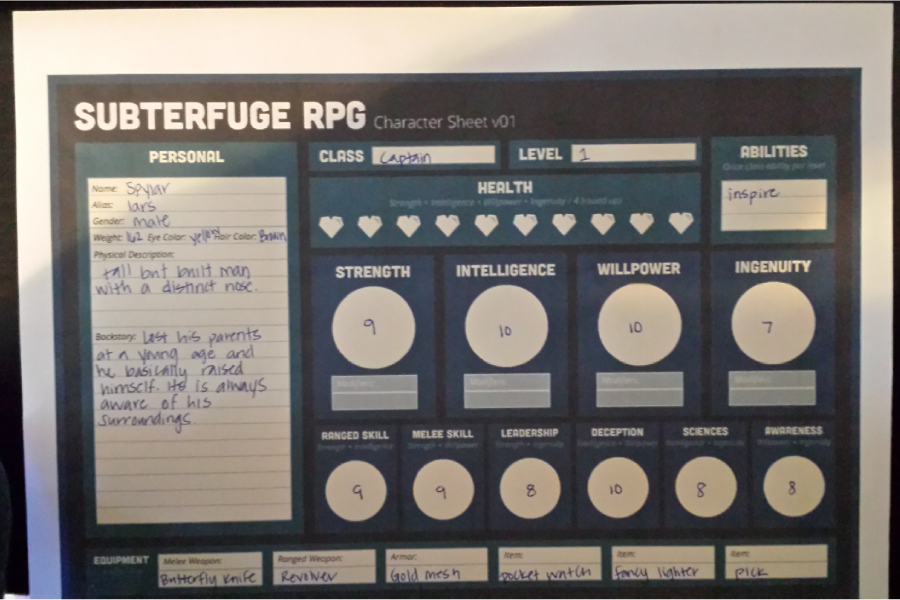 SUBTERFUGE RPG Character Sheet v01
PERSONAL
Name: Spylar
Alias: lars
Gender: male
Weight: 162 Eye Color: yellow Hair Color: Brown
Physical Description:
tall but built man
with a distinct nose.
Backstory: Lost his parents
at a young age and
he basically raised
himself. He is always
aware of his
surroundings.
CLASS Captain
LEVEL 1
ABILITIES
Once class ability per level
inspire
HEALTH
Strength + Intelligence + Willpower + Ingenuity / 4 (round up)
STRENGTH
9
Modifiers:
INTELLIGENCE
10
Modifiers:
WILLPOWER
10
Modifiers:
INGENUITY
7
Modifiers:
RANGED SKILL
Strength + Intelligence
9
MELEE SKILL
Strength + Willpower
9
LEADERSHIP
Strength + Ingenuity
8
DECEPTION
10
SCIENCES
8
AWARENESS
Willpower + Ingenuity
8
EQUIPMENT
Melee Weapon:
Butterfly Knife
Ranged Weapon:
Revolver
Armor:
Gold mesh
Item:
pocket watch
Item:
fancy lighter
Item:
pick